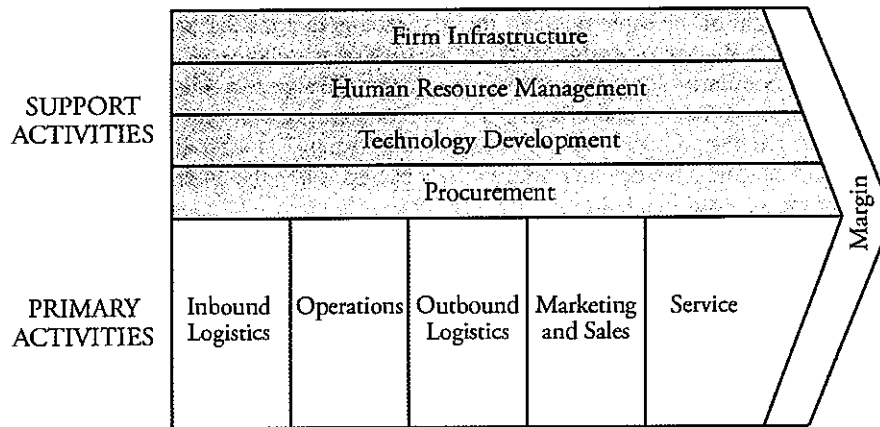 Firm Infrastructure
Human Resource Management
SUPPORT
ACTIVITIES
Technology Development
Procurement
Margin
PRIMARY
ACTIVITIES
Inbound
Logistics
Operations
Outbound
Logistics
Marketing
and Sales
Service